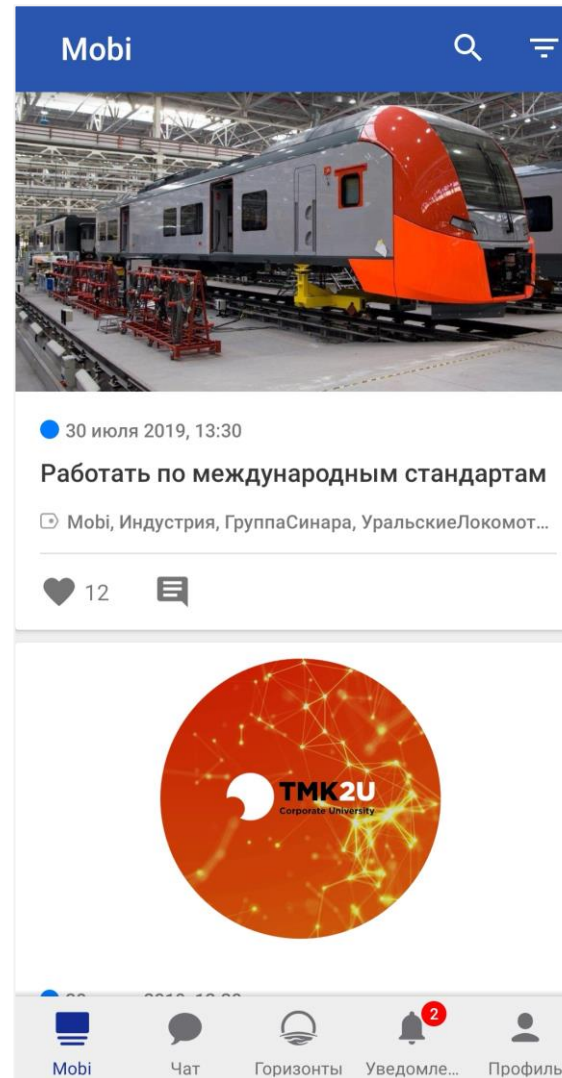 Mobi
30 июля 2019, 13:30
Работать по международным стандартам
Mobi, Индустрия, ГруппаСинара, УральскиеЛокомот...
12
TMK2U
Corporate University
2
Mobi Чат Горизонты Уведомле... Профиль